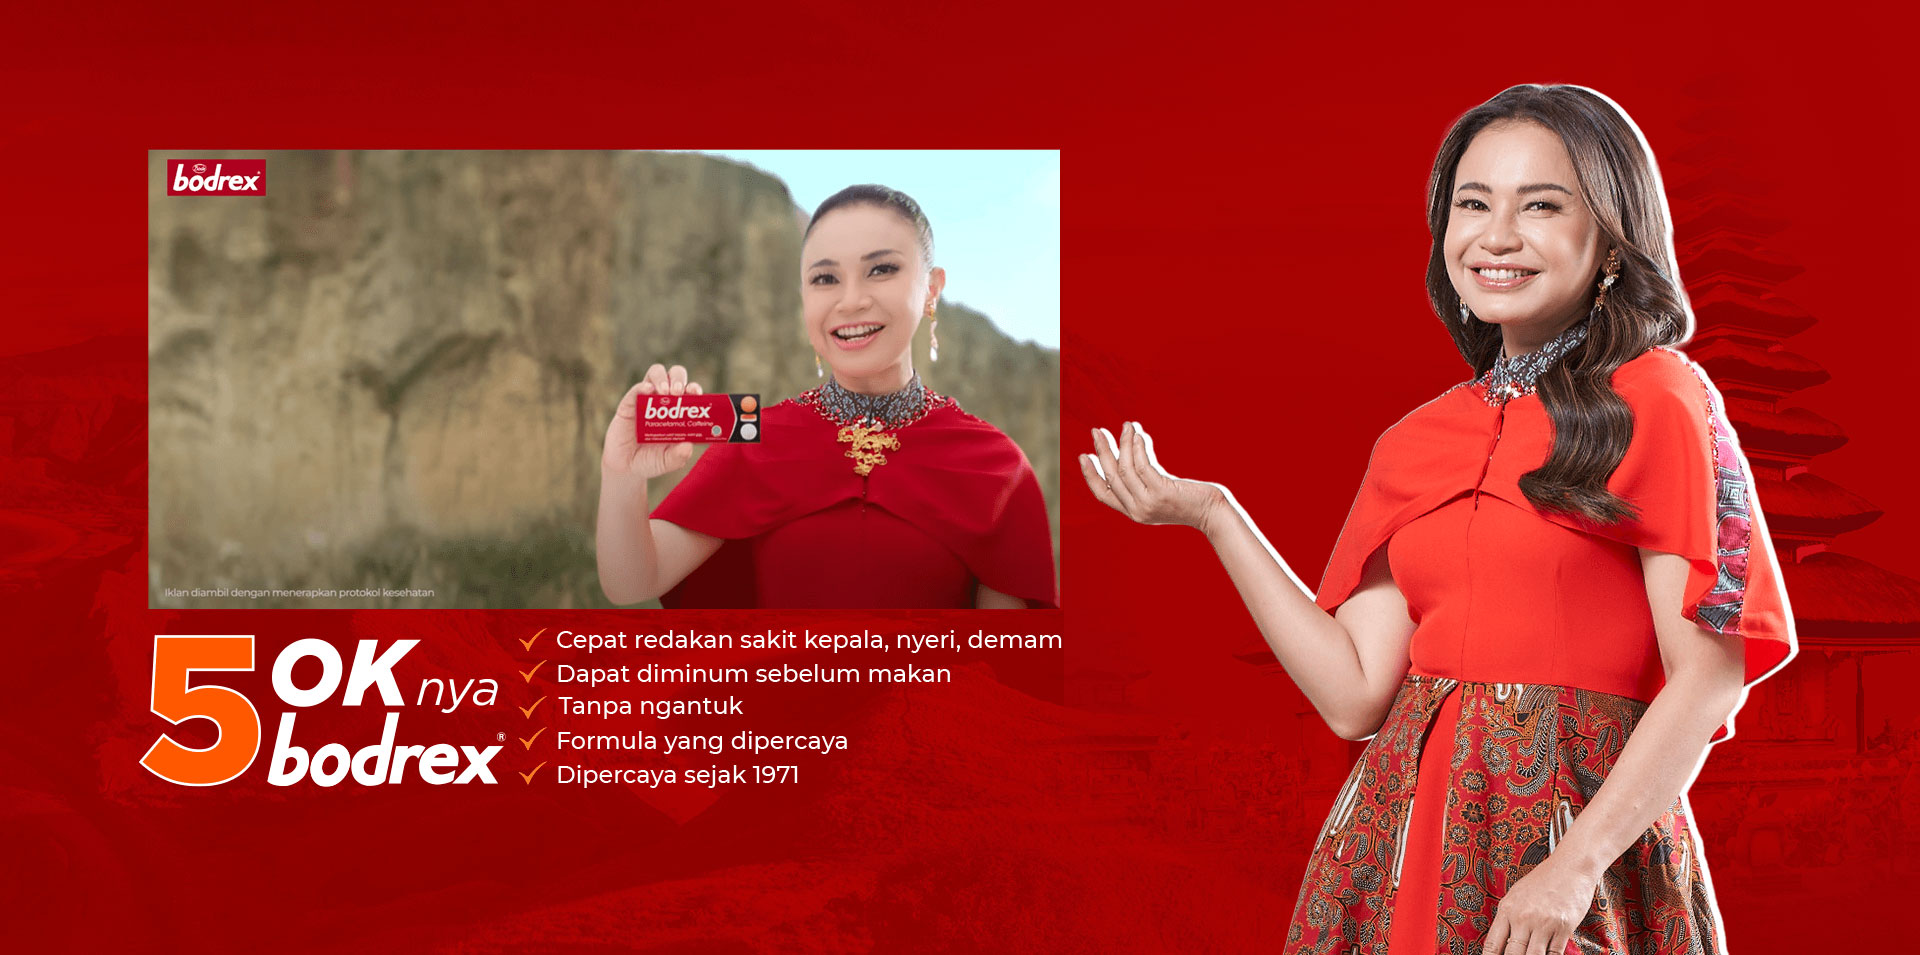 bodrex
bodrex
Paracetamol, Caffeine
Iklan diambil dengan menerapkan protokol kesehatan
5 OK nya
bodrex®
Cepat redakan sakit kepala, nyeri, demam
Dapat diminum sebelum makan
Tanpa ngantuk
Formula yang dipercaya
Dipercaya sejak 1971